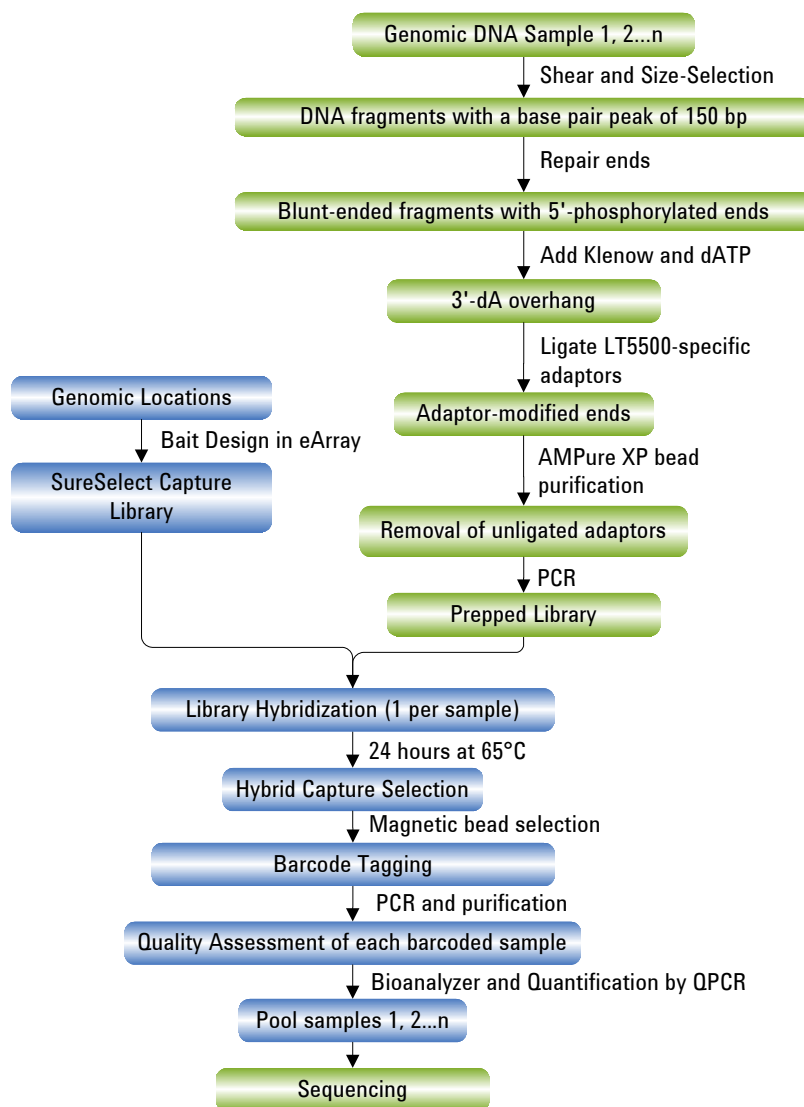 Genomic DNA Sample 1, 2...n
Shear and Size-Selection
DNA fragments with a base pair peak of 150 bp
Repair ends
Blunt-ended fragments with 5'-phosphorylated ends
Add Klenow and dATP
3'-dA overhang
Ligate LT5500-specific
adaptors
Adaptor-modified ends
AMPure XP bead
purification
Removal of unligated adaptors
PCR
Prepped Library
Genomic Locations
Bait Design in eArray
SureSelect Capture
Library
Library Hybridization (1 per sample)
24 hours at 65°C
Hybrid Capture Selection
Magnetic bead selection
Barcode Tagging
PCR and purification
Quality Assessment of each barcoded sample
Bioanalyzer and Quantification by QPCR
Pool samples 1, 2...n
Sequencing